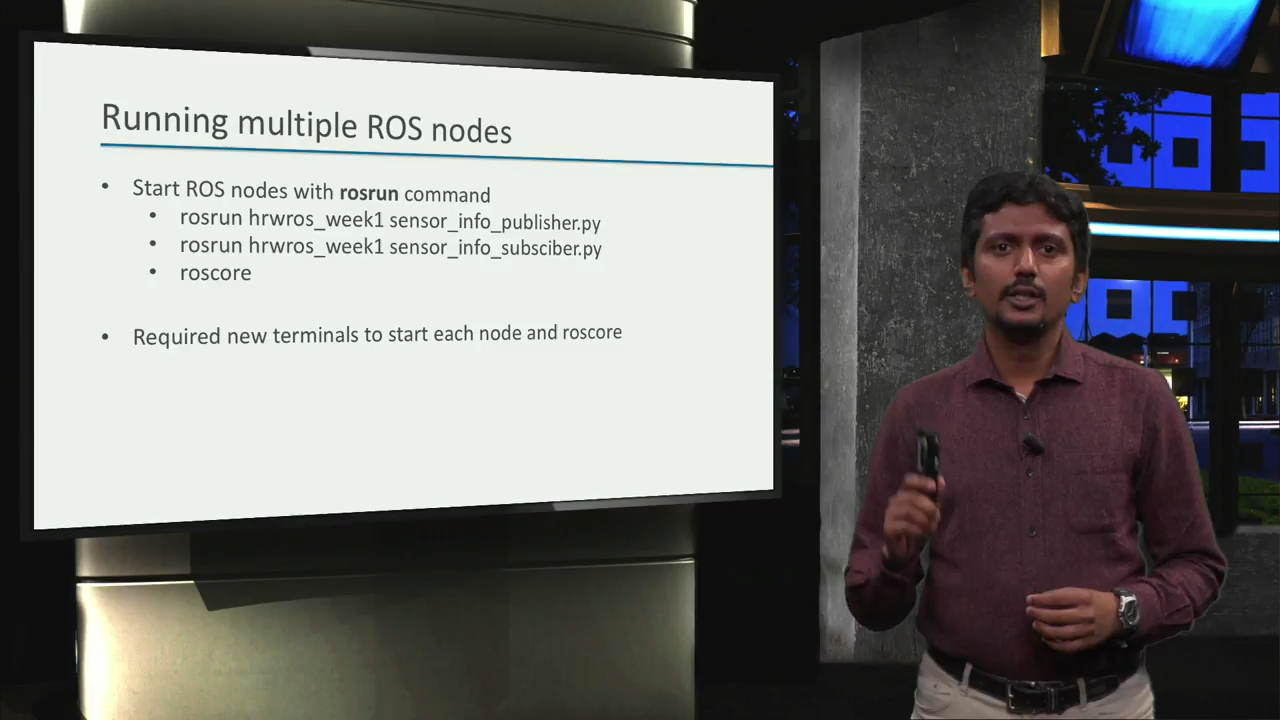 Running multiple ROS nodes
• Start ROS nodes with rosrun command
• rosrun hrwros_week1 sensor_info_publisher.py
• rosrun hrwros_week1 sensor_info_subsciber.py
• roscore
• Required new terminals to start each node and roscore